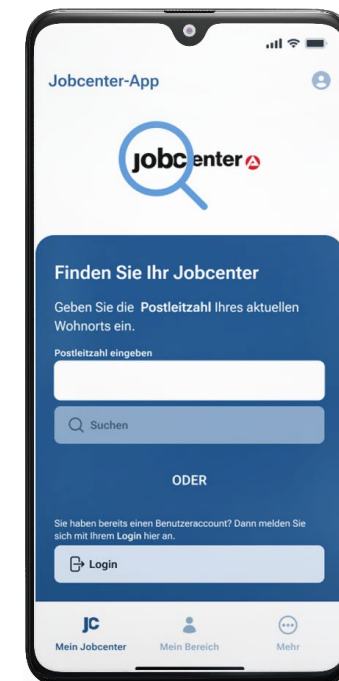 Jobcenter-App
jobcenter
Finden Sie Ihr Jobcenter
Geben Sie die Postleitzahl Ihres aktuellen
Wohnorts ein.
Postleitzahl eingeben
Suchen
ODER
Sie haben bereits einen Benutzeraccount? Dann melden Sie
sich mit Ihrem Login hier an.
Login
JC
Mein Jobcenter
Mein Bereich
Mehr